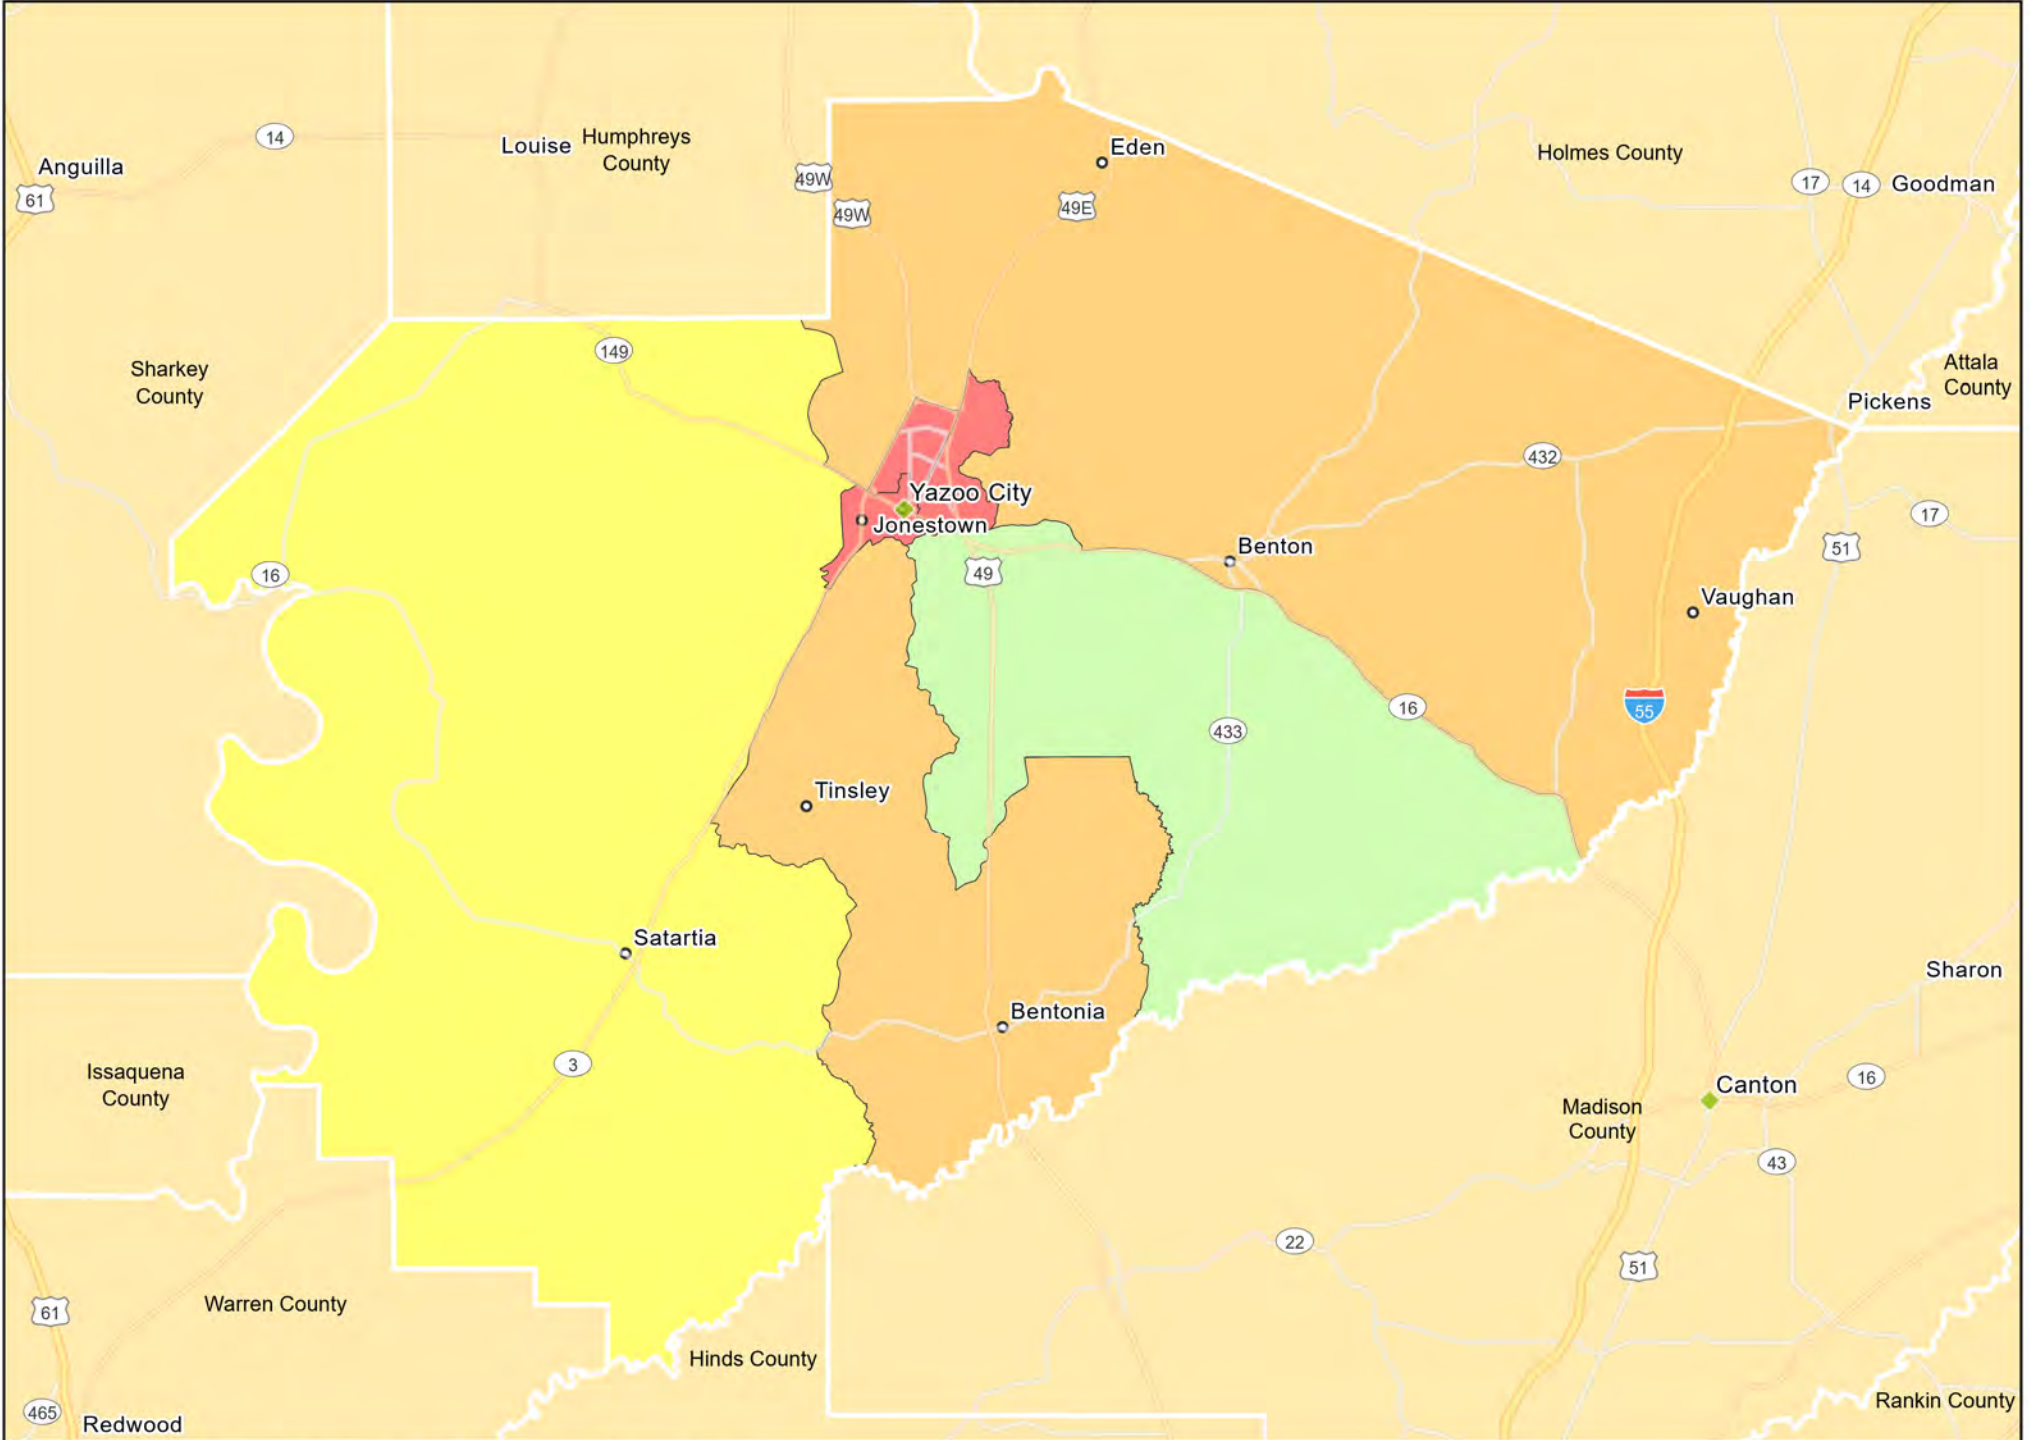 Eden
Louise
Humphreys
County
14
Holmes County
Anguilla
49W
17
14
Goodman
61
49W
49E
149
Sharkey
County
Attala
County
Pickens
432
Yazoo City
17
Jonestown
Benton
51
16
49
Vaughan
16
55
433
Tinsley
Satartia
Sharon
Bentonia
3
Issaquena
County
16
Canton
Madison
County
43
22
51
Warren County
61
Hinds County
Rankin County
465
Redwood